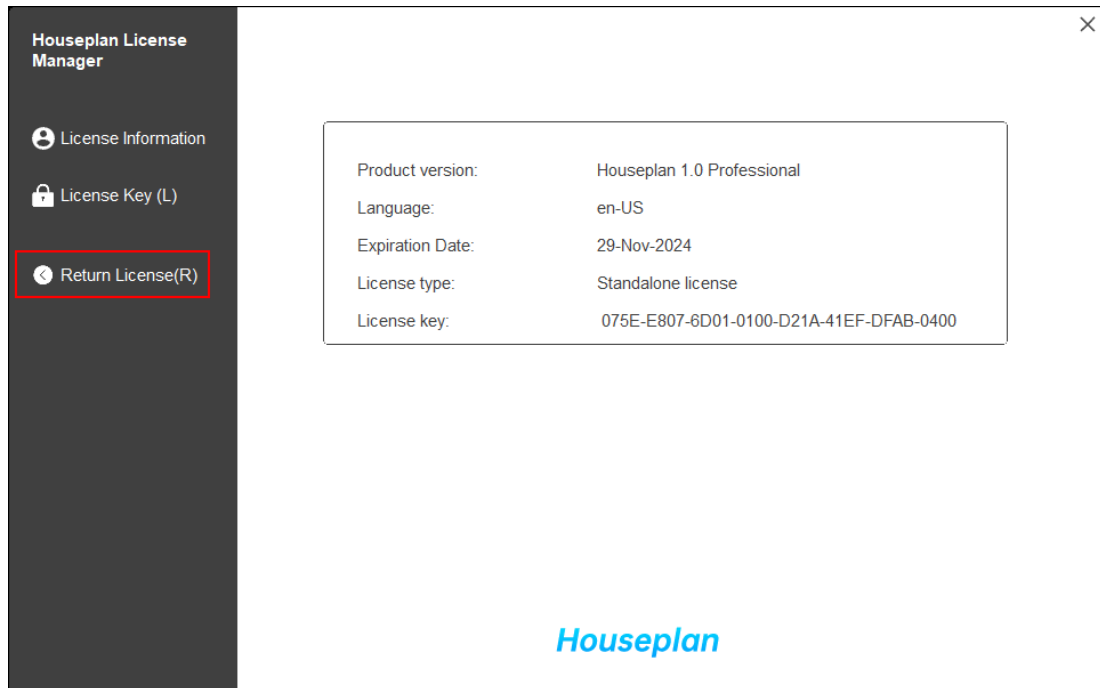 Houseplan License
Manager
License Information
License Key (L)
Return License(R)
Product version: Houseplan 1.0 Professional
Language: en-US
Expiration Date: 29-Nov-2024
License type: Standalone license
License key: 075E-E807-6D01-0100-D21A-41EF-DFAB-0400
Houseplan